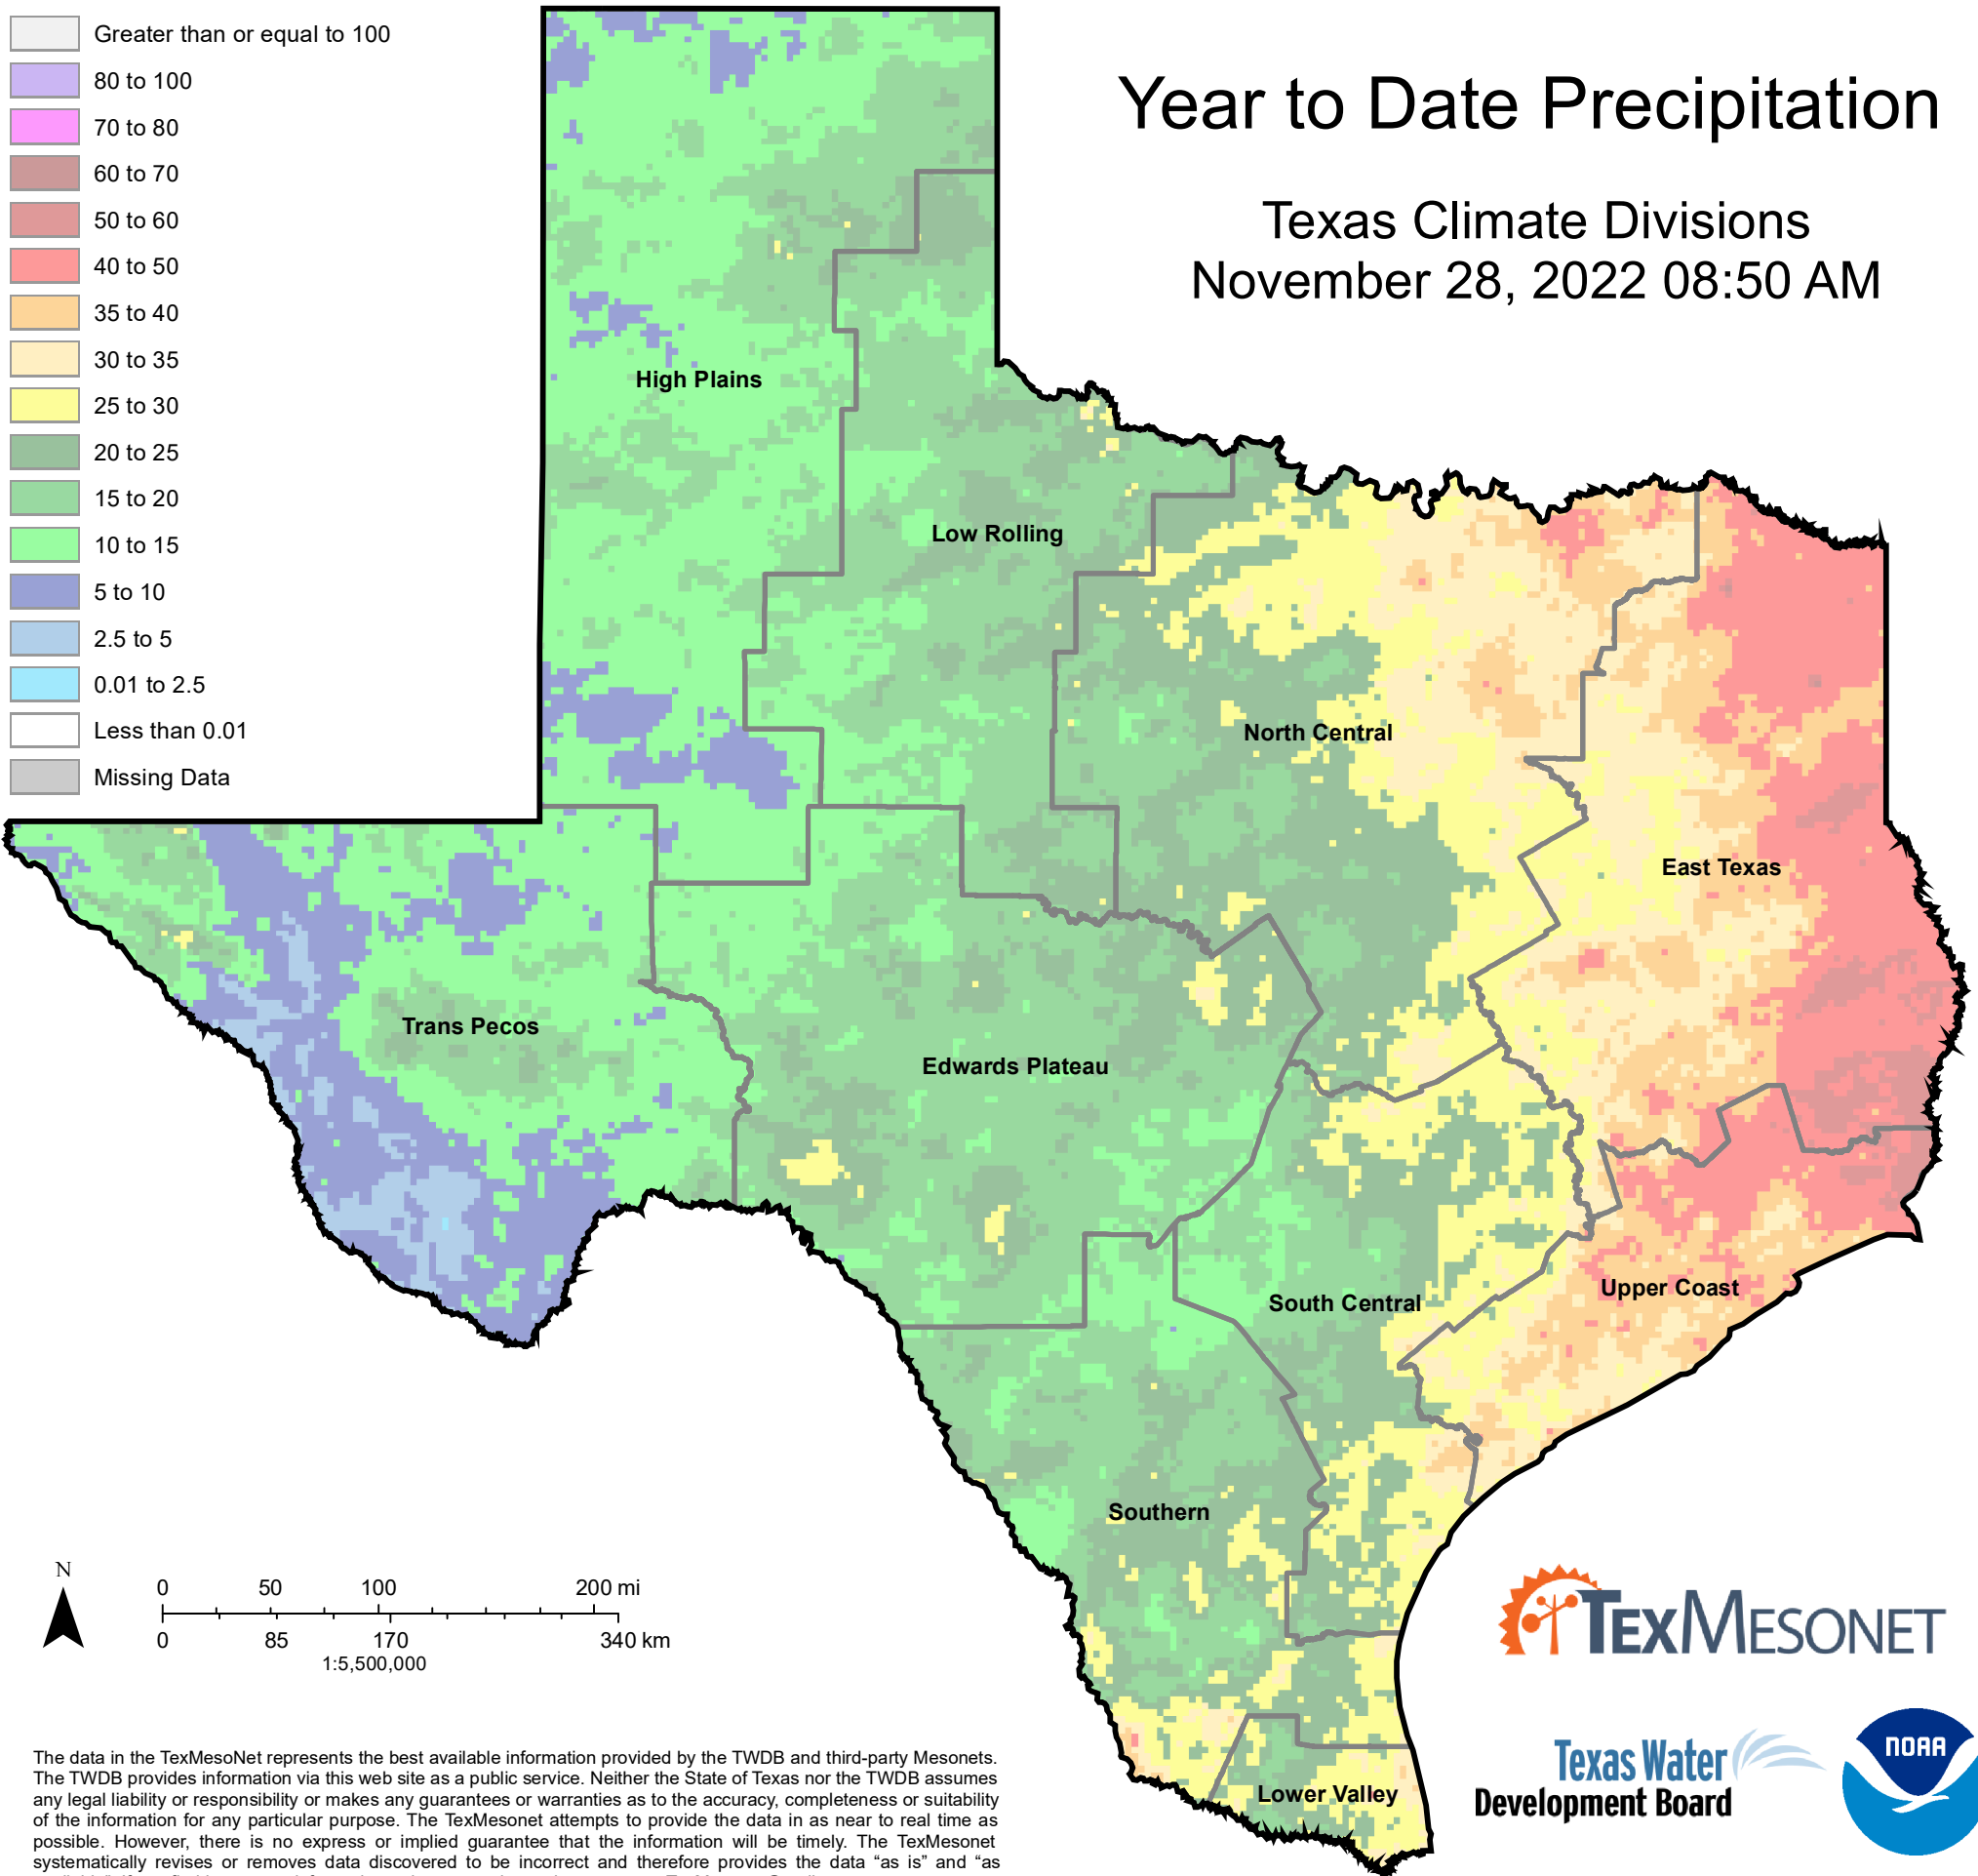 Greater than or equal to 100
80 to 100
70 to 80
60 to 70
50 to 60
40 to 50
35 to 40
30 to 35
25 to 30
20 to 25
15 to 20
10 to 15
5 to 10
2.5 to 5
0.01 to 2.5
Less than 0.01
Missing Data
Year to Date Precipitation
Texas Climate Divisions
November 28, 2022 08:50 AM
High Plains
Low Rolling
North Central
East Texas
Trans Pecos
Edwards Plateau
South Central
Upper Coast
Southern
Lower Valley
N
0 50 100 200 mi
0 85 170 340 km
1:5,500,000
TEXMESONET
Texas Water
Development Board
NOAA
The data in the TexMesoNet represents the best available information provided by the TWDB and third-party Mesonets.
The TWDB provides information via this web site as a public service. Neither the State of Texas nor the TWDB assumes
any legal liability or responsibility or makes any guarantees or warranties as to the accuracy, completeness or suitability
of the information for any particular purpose. The TexMesonet attempts to provide the data in as near to real time as
possible. However, there is no express or implied guarantee that the information will be timely. The TexMesonet
systematically revises or removes data discovered to be incorrect and therefore provides the data “as is” and “as